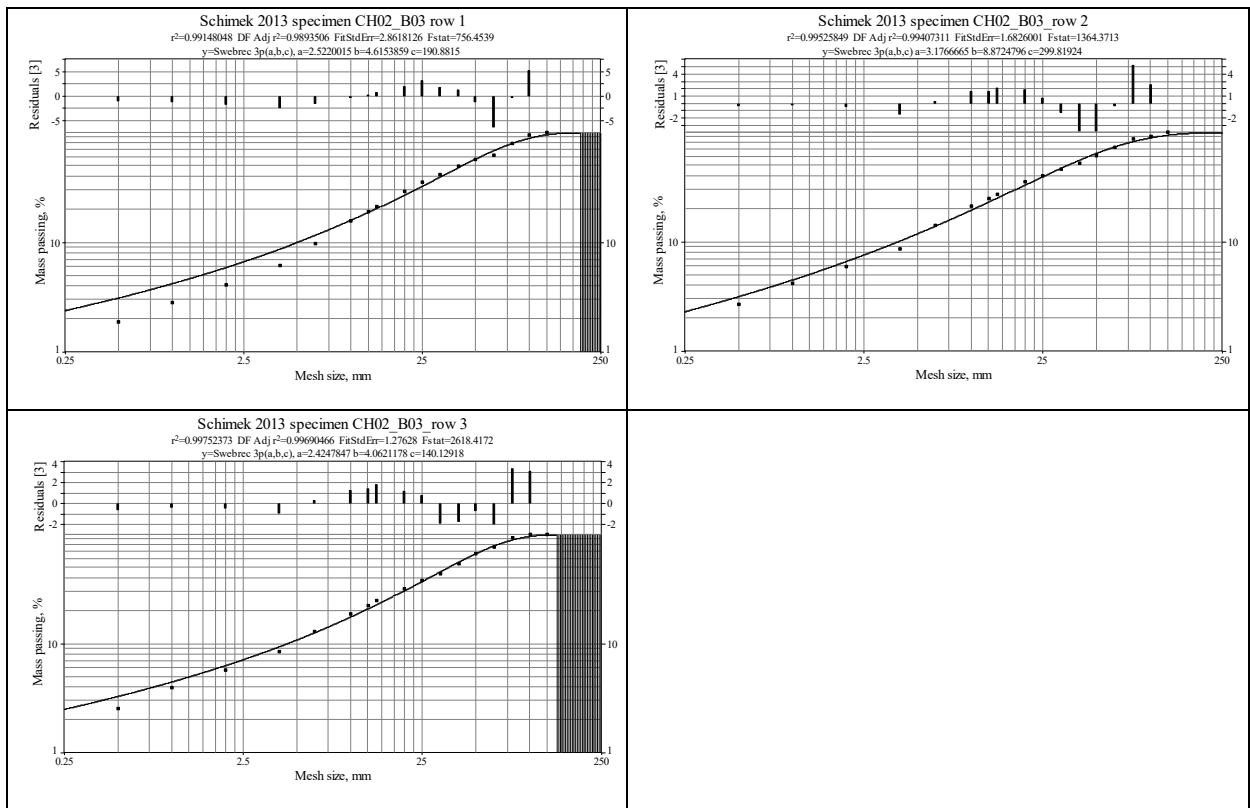 Schimek 2013 specimen CH02_B03 row 1
r²=0.99148048 DF Adj r²=0.9893506 FitStdErr=2.8618126 Fstat=756.4539
y=Swebrec 3p(a,b,c), a=2.5220015 b=4.6153859 c=190.8815
Residuals [3]
5
0
-5
5
0
-5
Mass passing, %
10
1
10
1
0.25 2.5 25 250
Mesh size, mm
Schimek 2013 specimen CH02_B03_row 2
r²=0.99525849 DF Adj r²=0.99407311 FitStdErr=1.6826001 Fstat=1364.3713
y=Swebrec 3p(a,b,c) a=3.1766665 b=8.8724796 c=299.81924
Residuals [3]
4
1
-2
4
1
-2
Mass passing, %
10
1
10
1
0.25 2.5 25 250
Mesh size, mm
Schimek 2013 specimen CH02_B03_row 3
r²=0.99752373 DF Adj r²=0.99690466 FitStdErr=1.27628 Fstat=2618.4172
y=Swebrec 3p(a,b,c), a=2.4247847 b=4.0621178 c=140.12918
Residuals [3]
4
2
0
-2
4
2
0
-2
Mass passing, %
10
1
10
1
0.25 2.5 25 250
Mesh size, mm